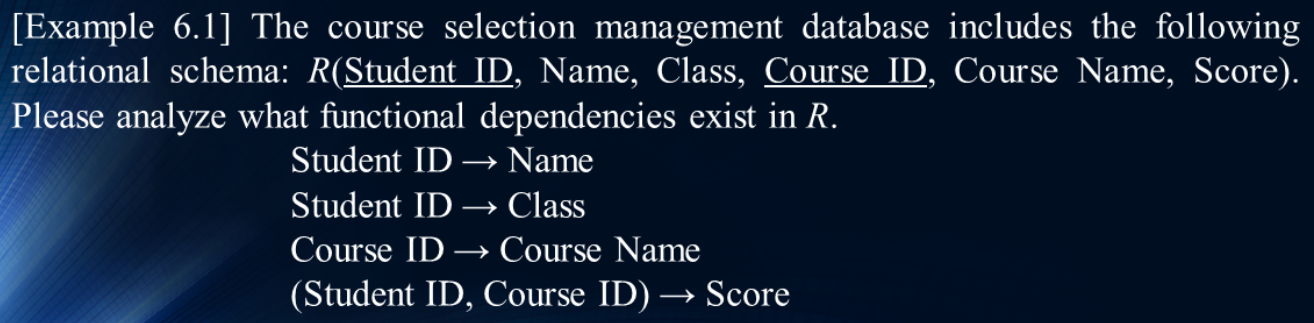 [Example 6.1] The course selection management database includes the following
relational schema: R(Student ID, Name, Class, Course ID, Course Name, Score).
Please analyze what functional dependencies exist in R.
Student ID → Name
Student ID → Class
Course ID → Course Name
(Student ID, Course ID) → Score